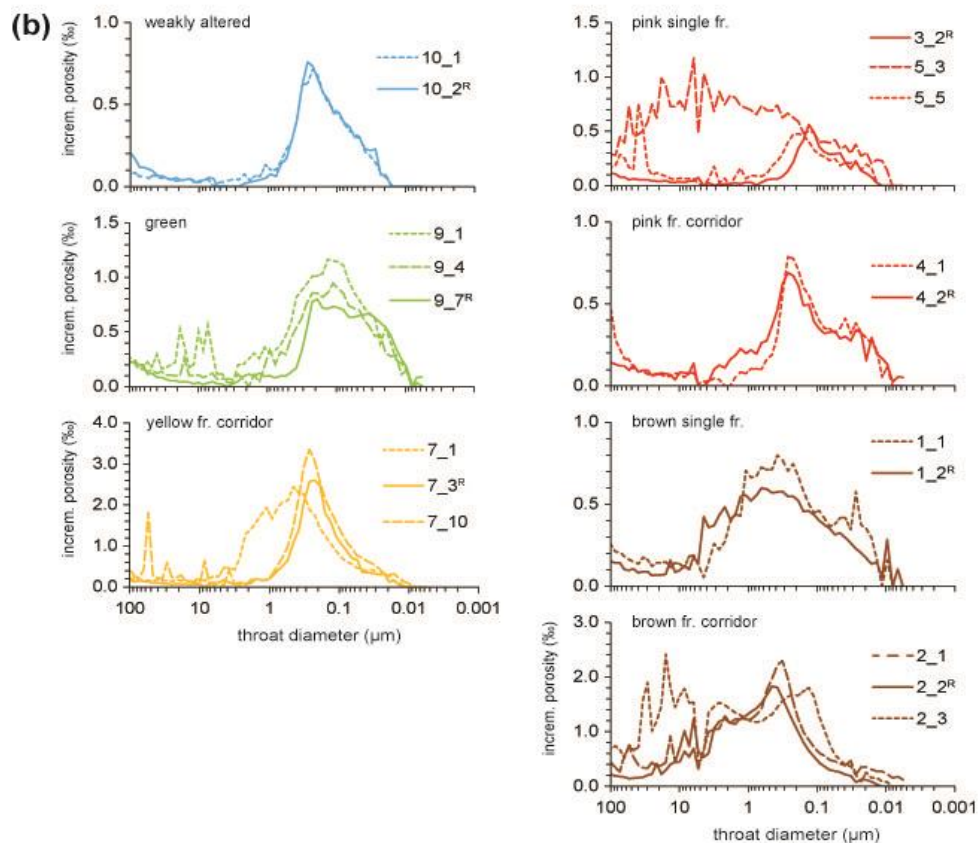 (b)
weakly altered
increm. porosity (‰)
1.0
0.5
0.0
10_1
10_2ᴿ
green
increm. porosity (‰)
1.5
1.0
0.5
0.0
9_1
9_4
9_7ᴿ
yellow fr. corridor
increm. porosity (‰)
4.0
3.0
2.0
1.0
0.0
7_1
7_3ᴿ
7_10
100 10 1 0.1 0.01 0.001
throat diameter (µm)
pink single fr.
1.5
1.0
0.5
0.0
3_2ᴿ
5_3
5_5
pink fr. corridor
1.0
0.5
0.0
4_1
4_2ᴿ
brown single fr.
1.0
0.5
0.0
1_1
1_2ᴿ
brown fr. corridor
increm. porosity (‰)
3.0
2.0
1.0
0.0
2_1
2_2ᴿ
2_3
100 10 1 0.1 0.01 0.001
throat diameter (µm)